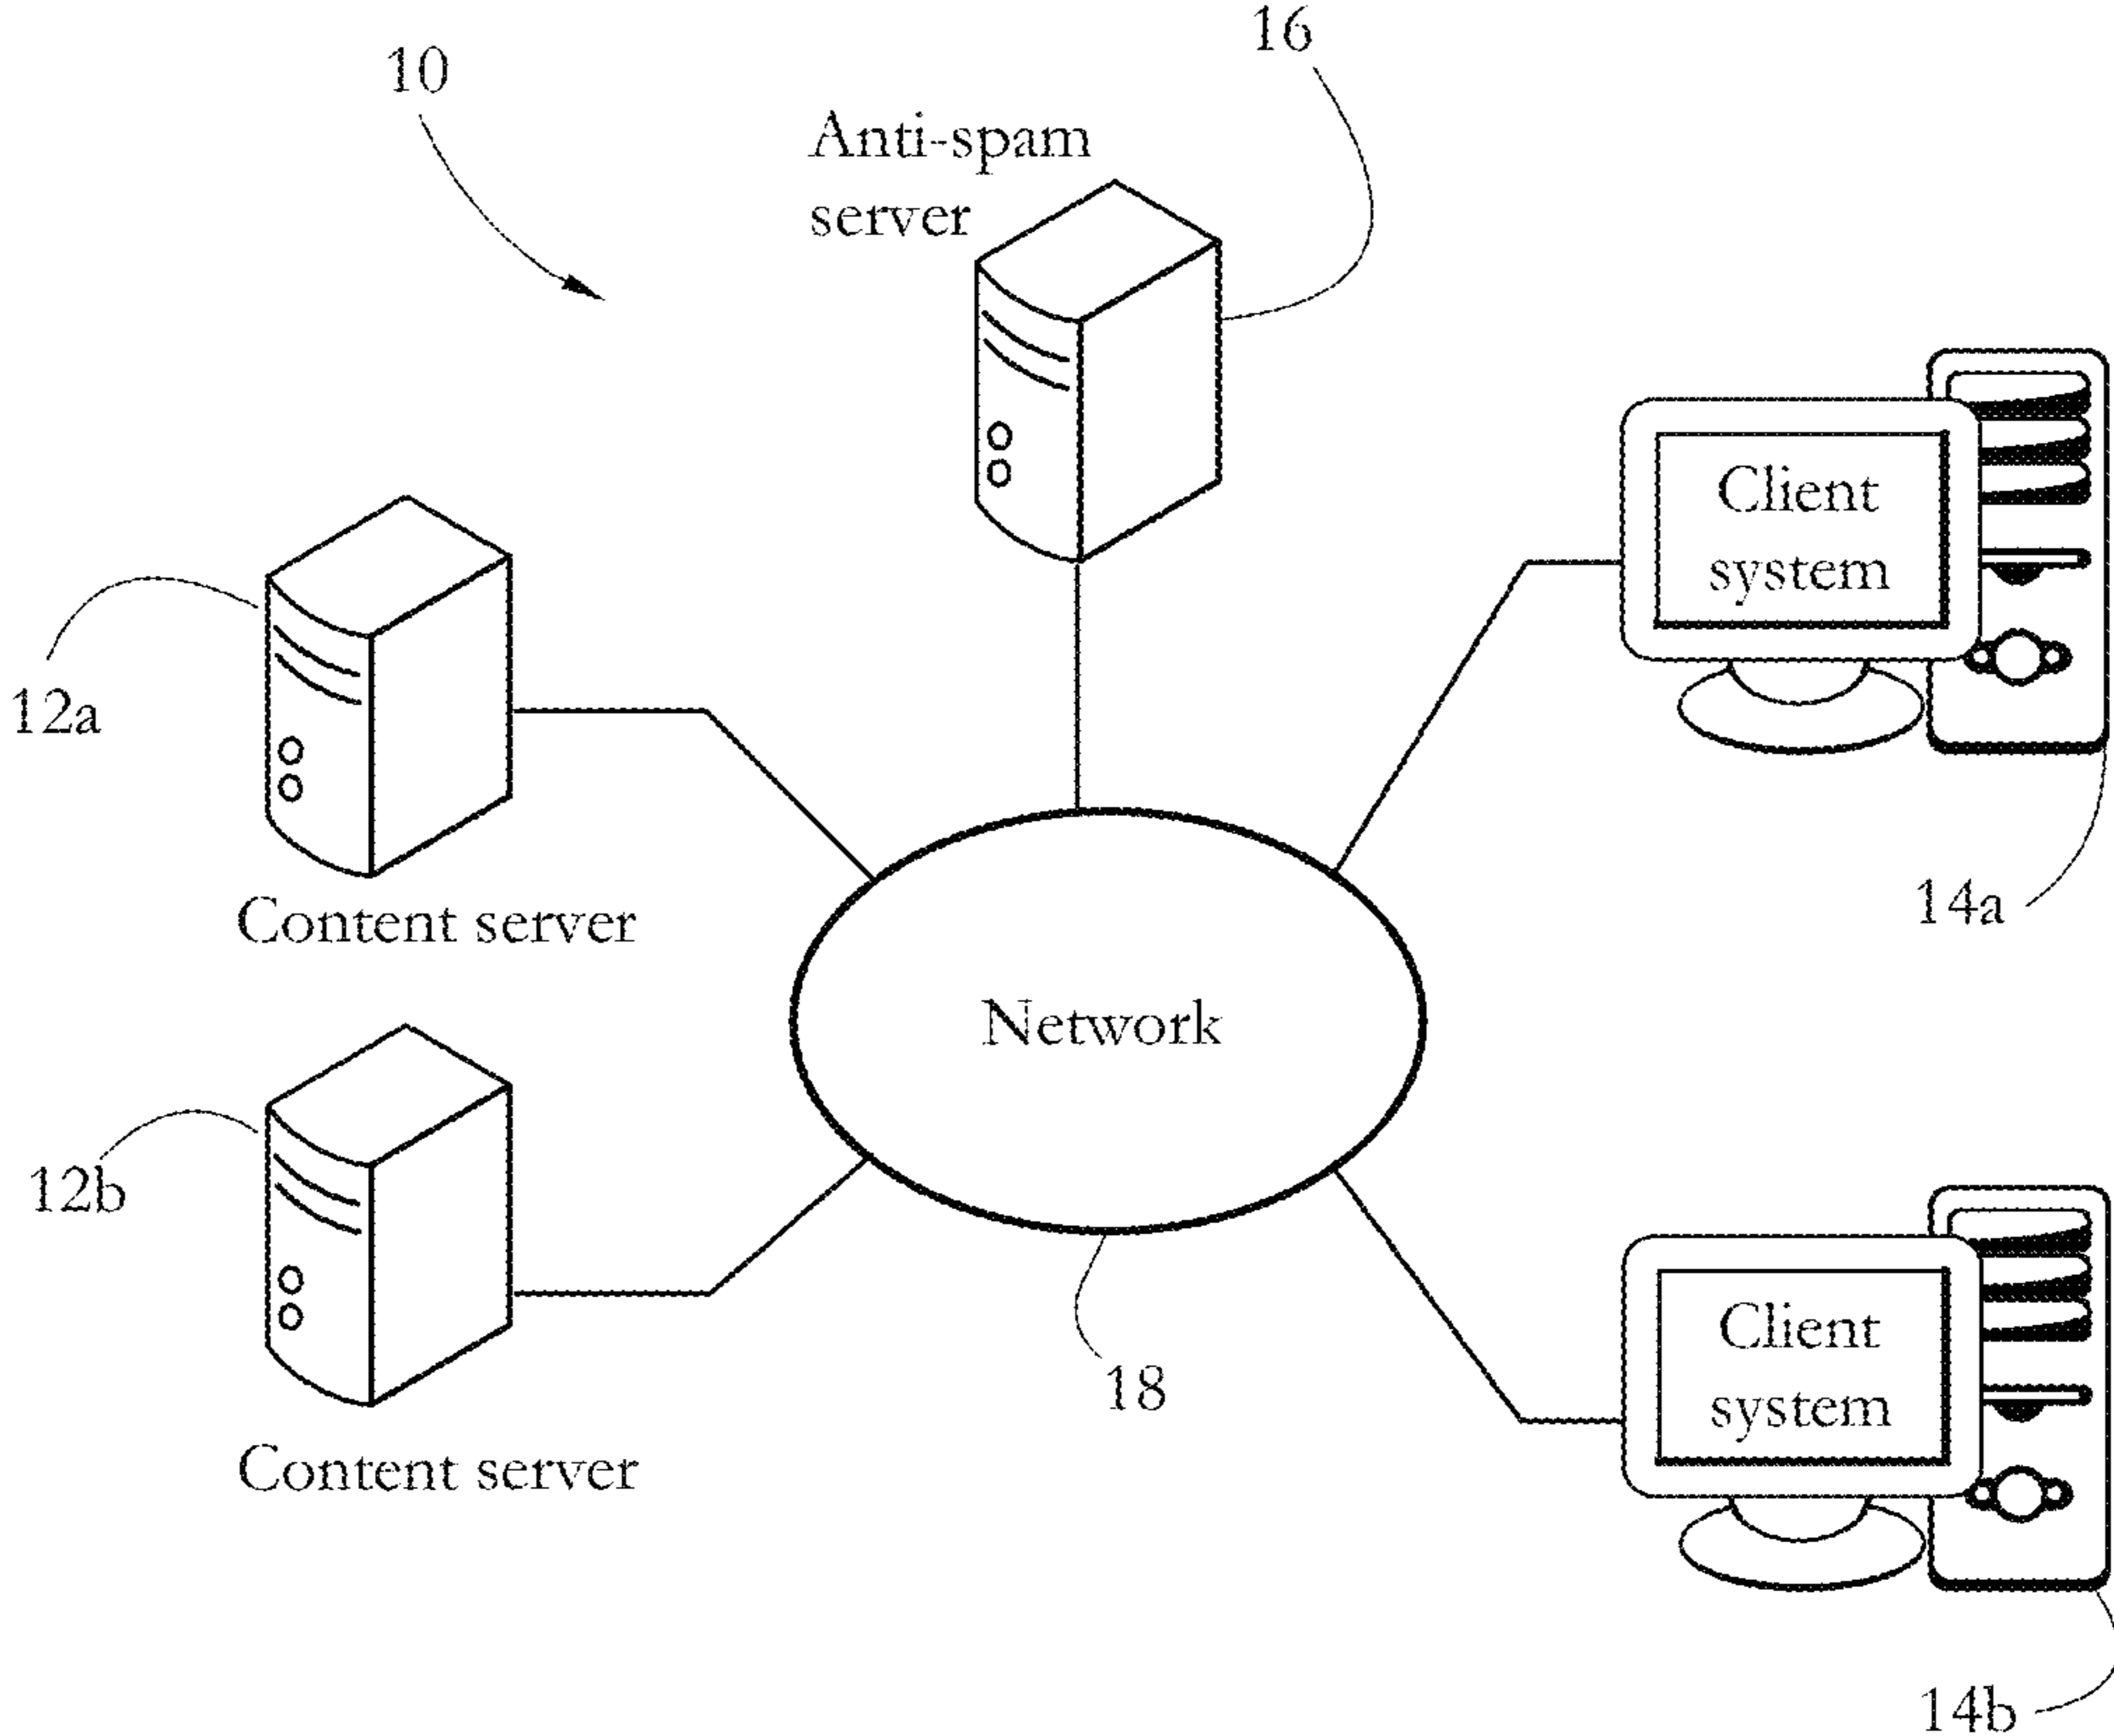 10
16
Anti-spam
server
Client
system
12a
14a
Content server
Network
12b
Client
system
18
Content server
14b